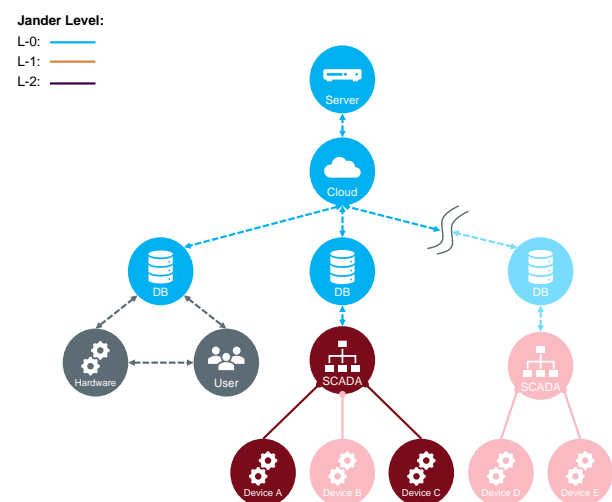 Jander Level:
L-0:
L-1:
L-2:
Server
Cloud
DB
DB
DB
Hardware
User
SCADA
SCADA
Device A
Device B
Device C
Device D
Device E